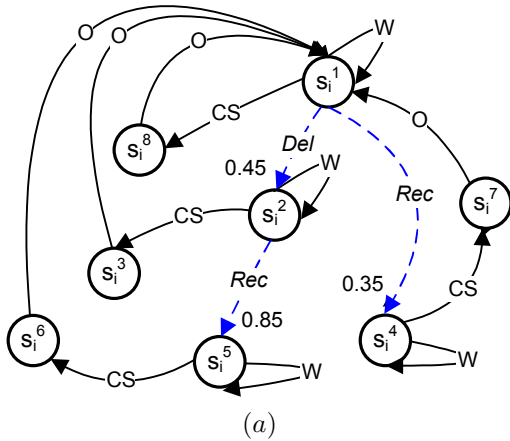 O O O W
s_i^1
CS
s_i^8
Del O
0.45 W Rec
s_i^2 s_i^7
CS
s_i^3
Rec 0.35 CS
s_i^6 0.85 s_i^4
s_i^5 W
CS W
(a)